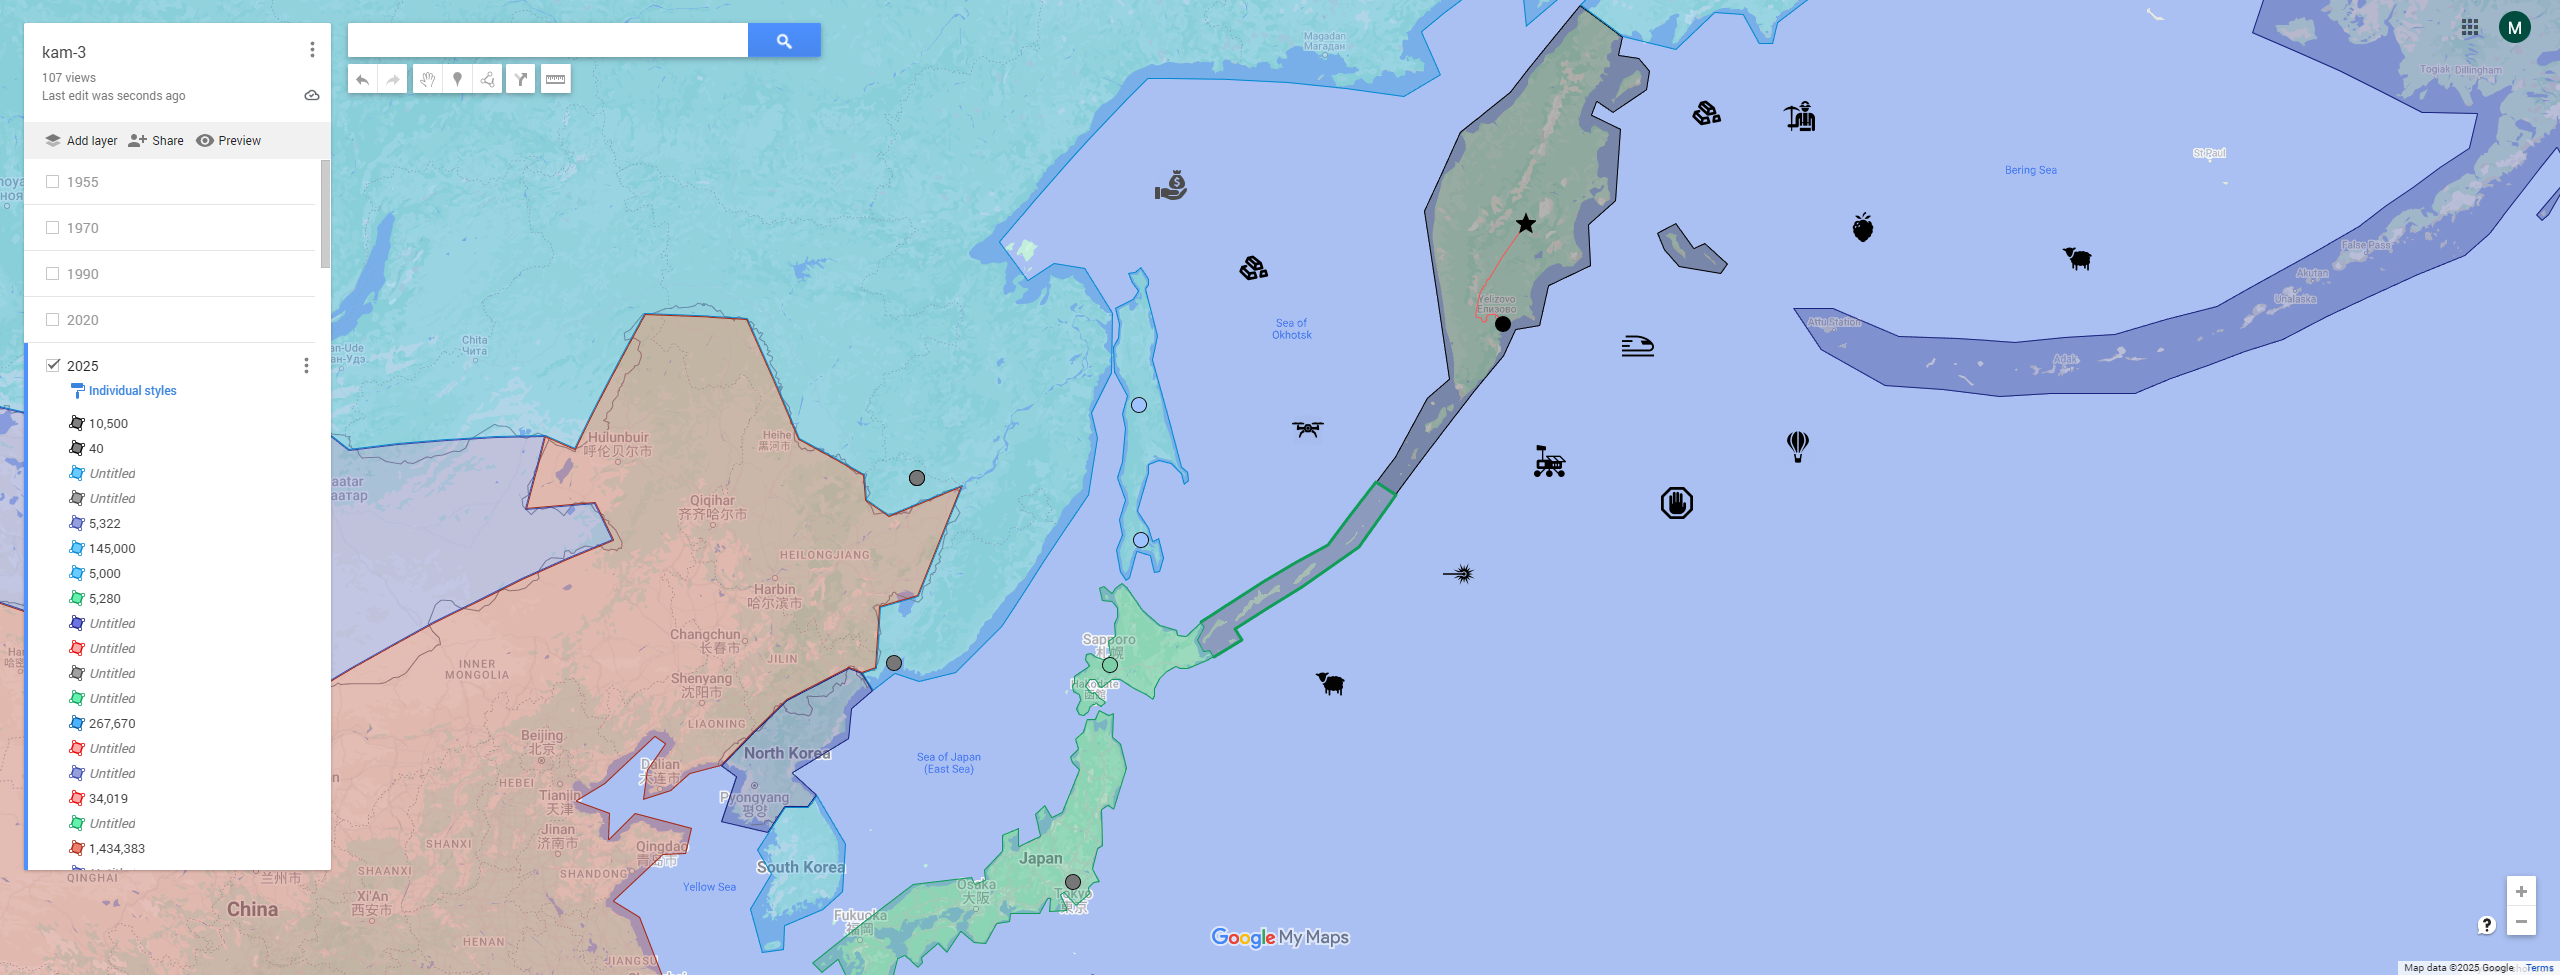 kam-3
107 views
Last edit was seconds ago
Add layer
Share
Preview
1955
1970
1990
2020
2025
Individual styles
10,500
40
Untitled
Untitled
5,322
145,000
5,000
5,280
Untitled
Untitled
Untitled
Untitled
267,670
Untitled
Untitled
34,019
Untitled
1,434,383
M
Magadan
Магадан
Togiak
Dillingham
St Paul
Bering Sea
False Pass
Akutan
Unalaska
Attu Station
Adak
Yelizovo
Елизово
Sea of
Okhotsk
Chita
Чита
an-Ude
ан-Удэ
Hulunbuir
呼伦贝尔市
Heihe
黑河市
aatar
аатар
Qiqihar
齐齐哈尔市
HEILONGJIANG
Harbin
哈尔滨市
Changchun
长春市
JILIN
INNER
MONGOLIA
Shenyang
沈阳市
LIAONING
Sapporo
札幌
Hakodate
函館
Beijing
北京
North Korea
Sea of Japan
(East Sea)
Dalian
大连市
HEBEI
Pyongyang
평양
Tianjin
天津
Jinan
济南市
SHANXI
Qingdao
青岛市
Japan
South Korea
SHAANXI
SHANDONG
Yellow Sea
Osaka
大阪
Tokyo
東京
QINGHAI
兰州市
Xi'An
西安市
China
Fukuoka
福岡
HENAN
JIANGSU
Google My Maps
Map data ©2025 Google
Terms